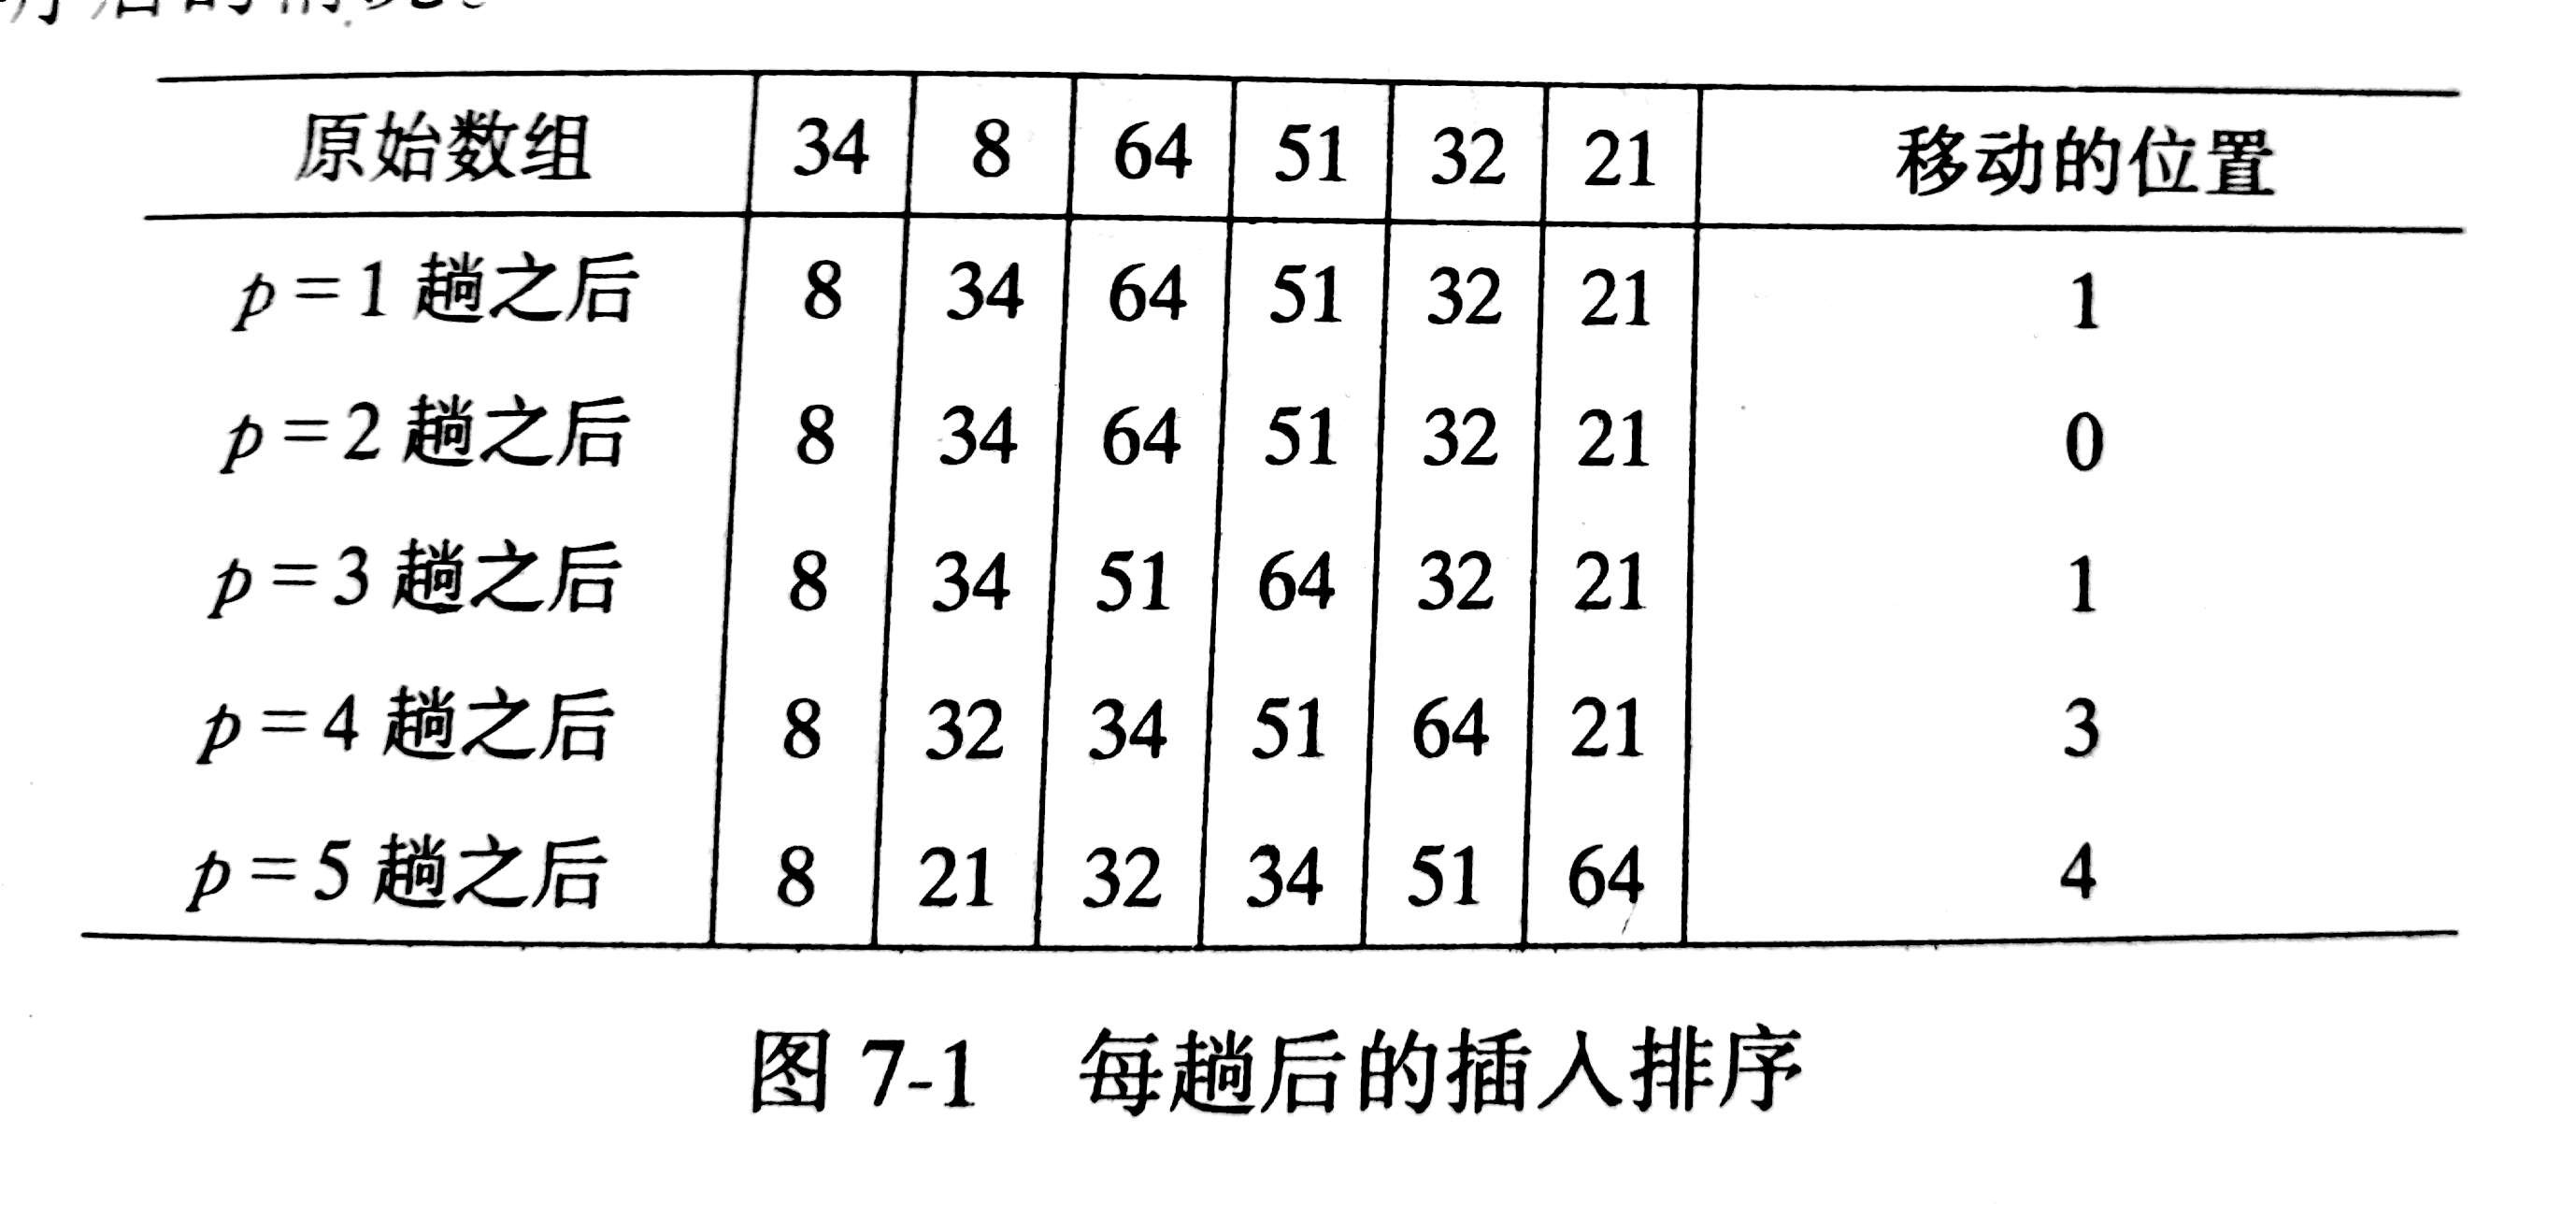 原始数组 34 8 64 51 32 21 移动的位置
p=1 趟之后 8 34 64 51 32 21 1
p=2 趟之后 8 34 64 51 32 21 0
p=3 趟之后 8 34 51 64 32 21 1
p=4 趟之后 8 32 34 51 64 21 3
p=5 趟之后 8 21 32 34 51 64 4
图 7-1 每趟后的插入排序